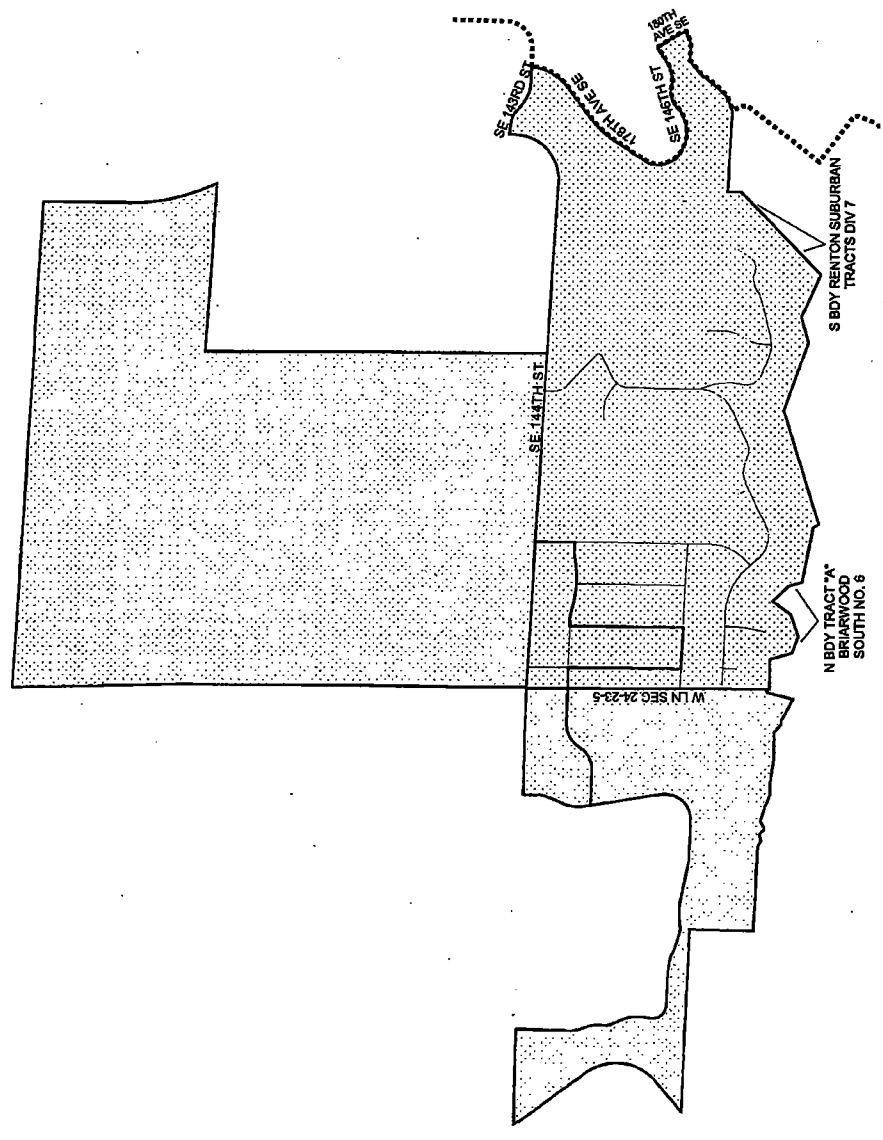 180TH
AVE SE
SE 143RD ST
178TH AVE SE
SE 146TH ST
SE 144TH ST
S BDY RENTON SUBURBAN
TRACTS DIV 7
W LN SEC 24-23-5
N BDY TRACT "A"
BRIARWOOD
SOUTH NO. 6